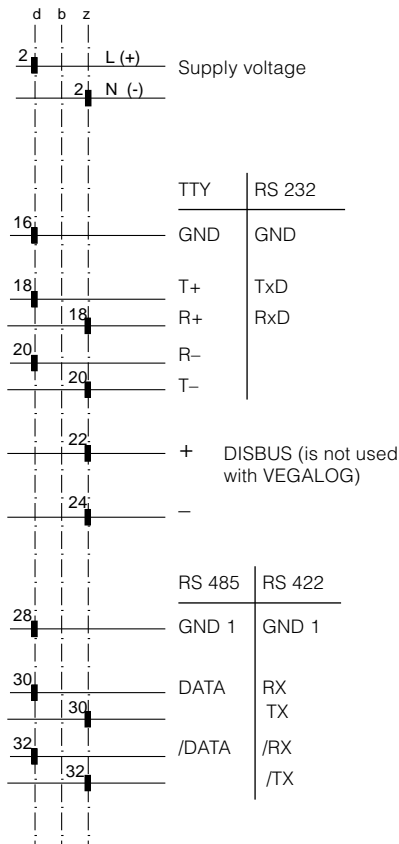 d b z
2 L (+) Supply voltage
2 N (-)
TTY RS 232
16 GND GND
18 T+ TxD
18 R+ RxD
20 R–
20 T–
22 + DISBUS (is not used
with VEGALOG)
24 –
RS 485 RS 422
28 GND 1 GND 1
30 DATA RX
30 TX
32 /DATA /RX
32 /TX